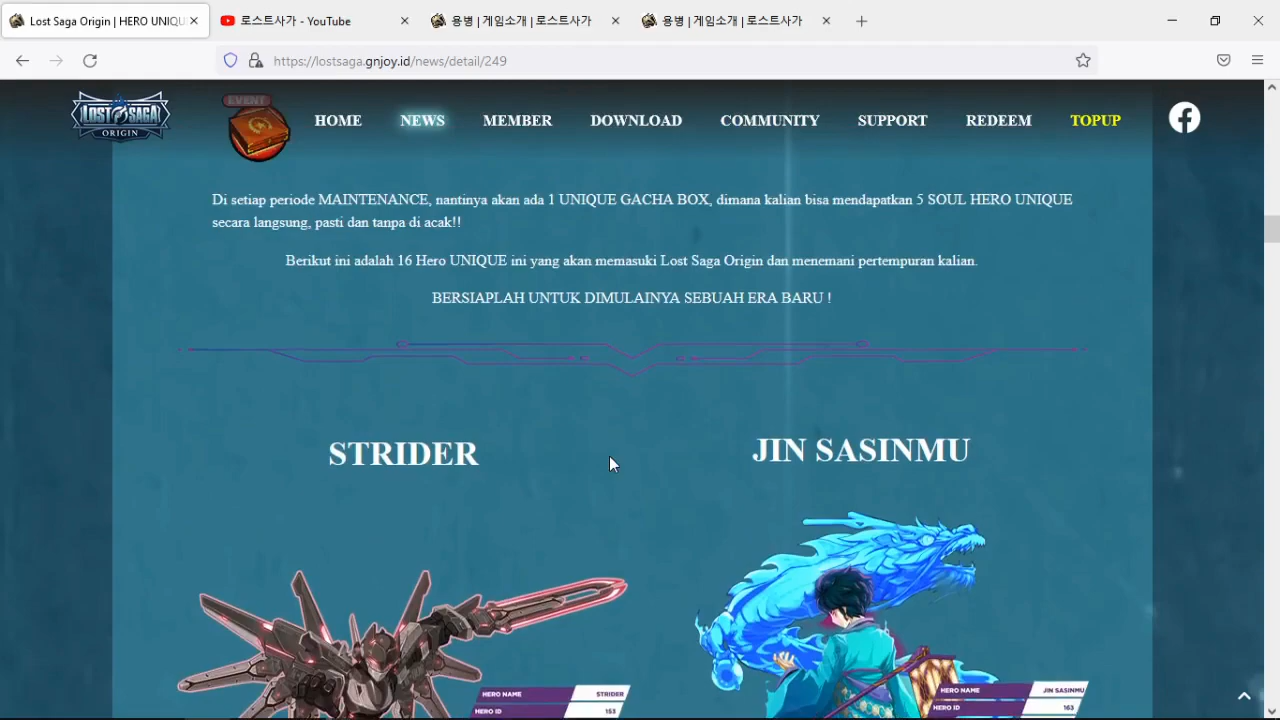 Lost Saga Origin | HERO UNIQU
로스트사가 - YouTube
용병 | 게임소개 | 로스트사가
용병 | 게임소개 | 로스트사가
https://lostsaga.gnjoy.id/news/detail/249
LOST SAGA
ORIGIN
EVENT
HOME
NEWS
MEMBER
DOWNLOAD
COMMUNITY
SUPPORT
REDEEM
TOPUP
Di setiap periode MAINTENANCE, nantinya akan ada 1 UNIQUE GACHA BOX, dimana kalian bisa mendapatkan 5 SOUL HERO UNIQUE
secara langsung, pasti dan tanpa di acak!!
Berikut ini adalah 16 Hero UNIQUE ini yang akan memasuki Lost Saga Origin dan menemani pertempuran kalian.
BERSIAPLAH UNTUK DIMULAINYA SEBUAH ERA BARU !
STRIDER
JIN SASINMU
HERO NAME STRIDER
HERO ID 153
HERO NAME JIN SASINMU
HERO ID 163